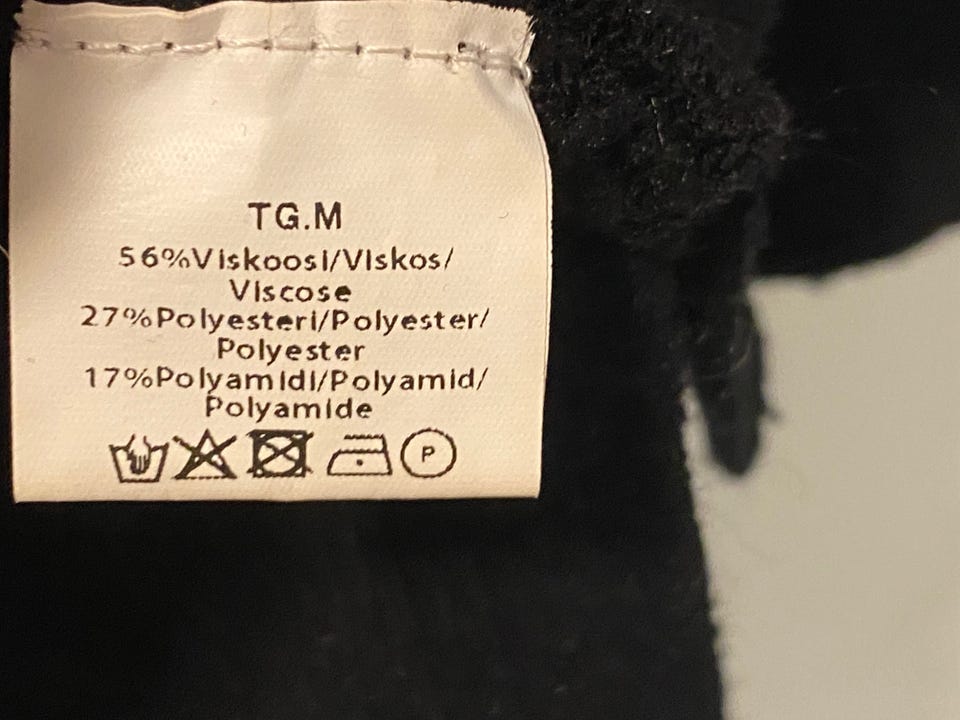 TG.M
56%Viskoosi/Viskos/
Viscose
27%Polyesteri/Polyester/
Polyester
17%Polyamidi/Polyamid/
Polyamide
P